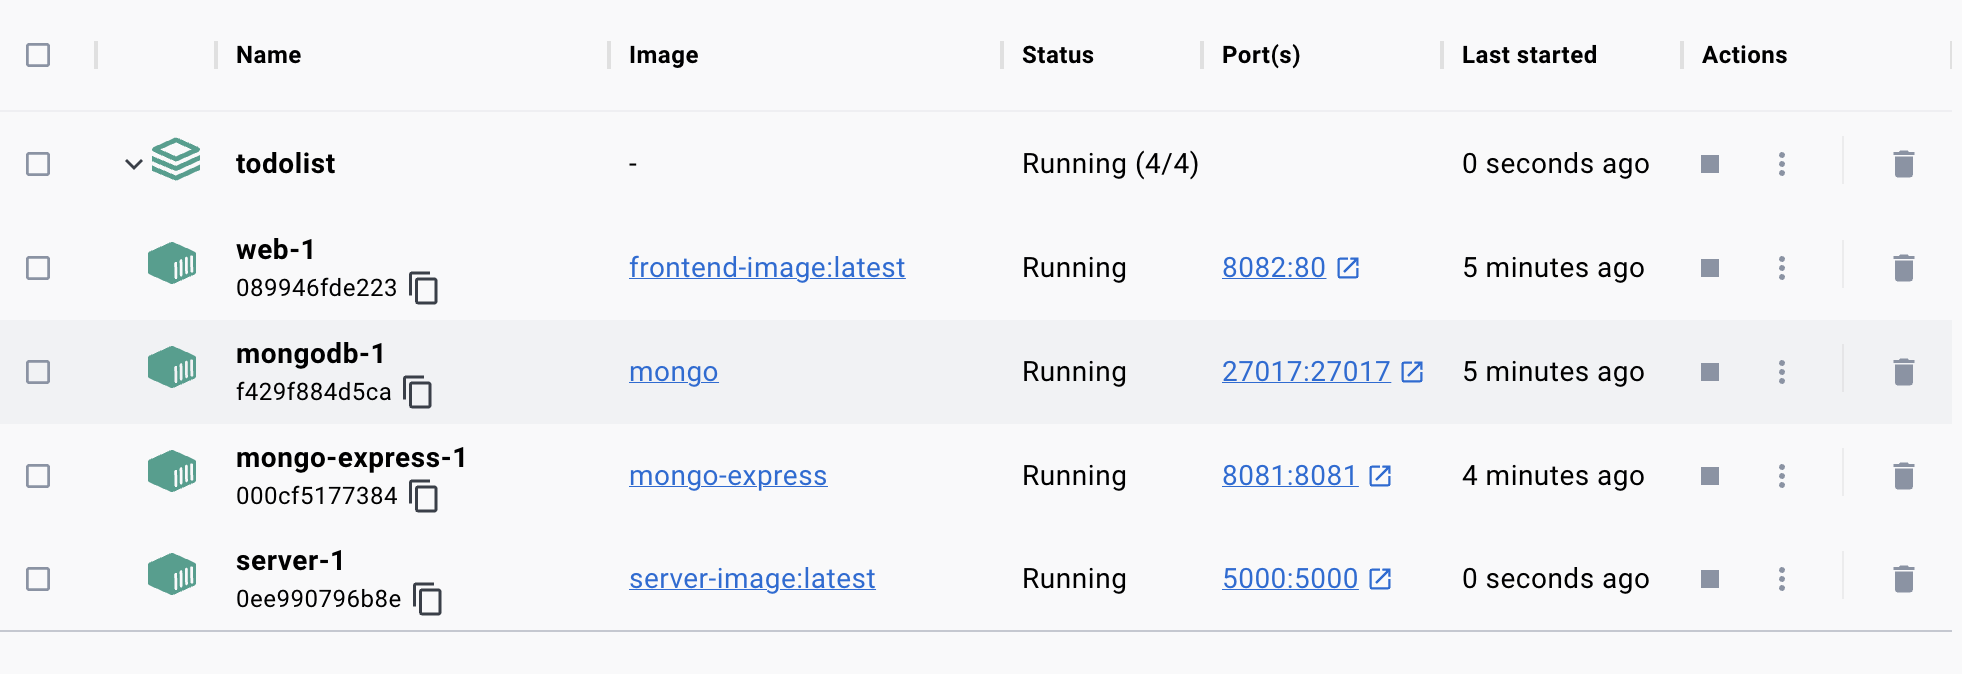 Name Image Status Port(s) Last started Actions
todolist - Running (4/4) 0 seconds ago
web-1
089946fde223
frontend-image:latest Running 8082:80 5 minutes ago
mongodb-1
f429f884d5ca
mongo Running 27017:27017 5 minutes ago
mongo-express-1
000cf5177384
mongo-express Running 8081:8081 4 minutes ago
server-1
0ee990796b8e
server-image:latest Running 5000:5000 0 seconds ago